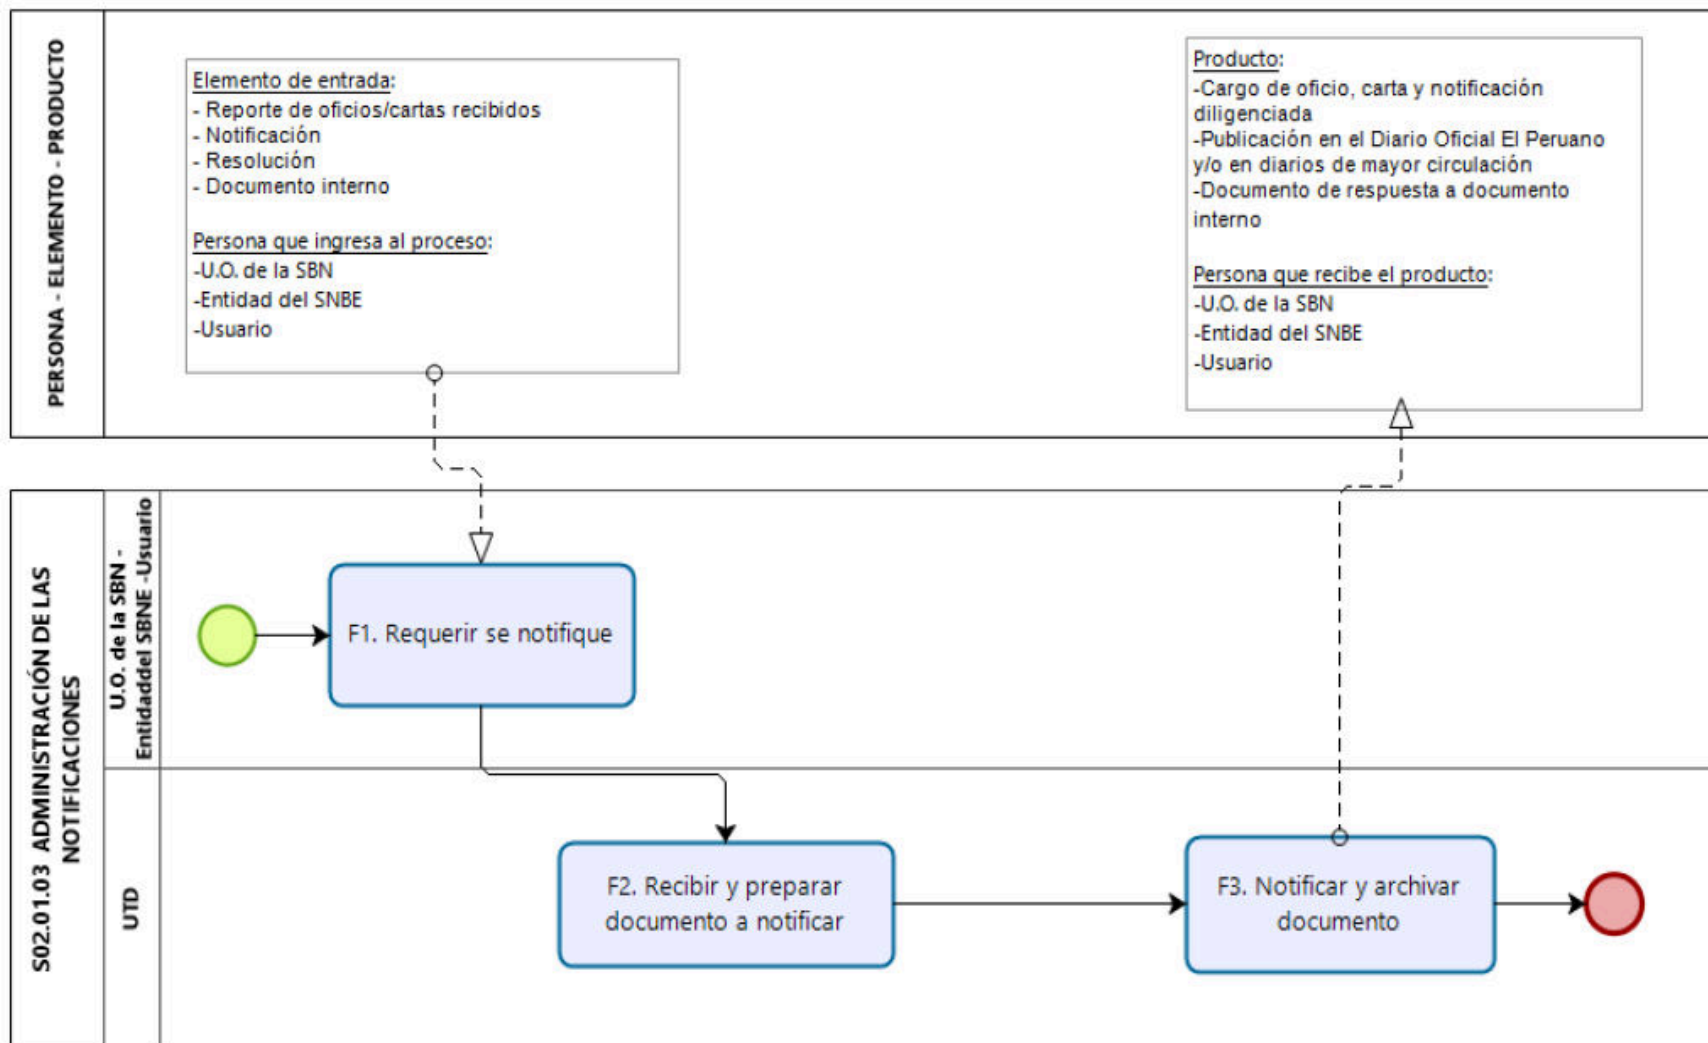 PERSONA - ELEMENTO - PRODUCTO
Elemento de entrada:
- Reporte de oficios/cartas recibidos
- Notificación
- Resolución
- Documento interno
Persona que ingresa al proceso:
-U.O. de la SBN
-Entidad del SNBE
-Usuario
Producto:
-Cargo de oficio, carta y notificación
diligenciada
-Publicación en el Diario Oficial El Peruano
y/o en diarios de mayor circulación
-Documento de respuesta a documento
interno
Persona que recibe el producto:
-U.O. de la SBN
-Entidad del SNBE
-Usuario
S02.01.03 ADMINISTRACIÓN DE LAS
NOTIFICACIONES
U.O. de la SBN -
Entidaddel SBNE -Usuario
F1. Requerir se notifique
UTD
F2. Recibir y preparar
documento a notificar
F3. Notificar y archivar
documento